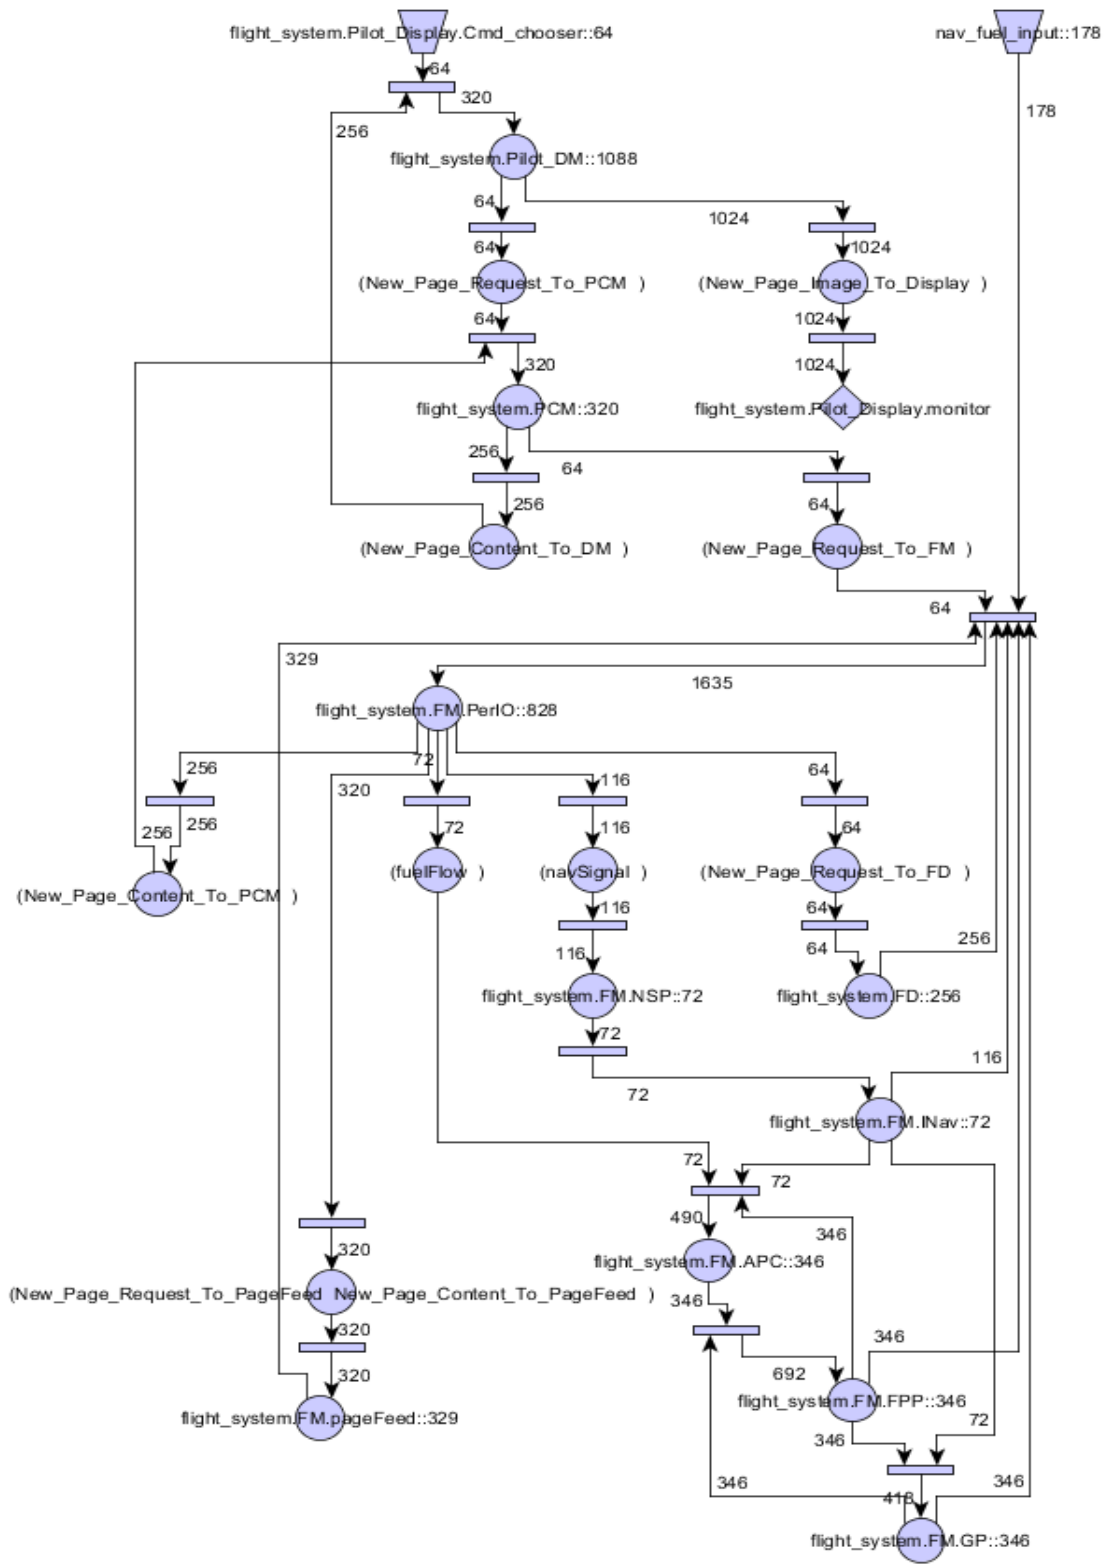 flight_system.Pilot_Display.Cmd_chooser::64
nav_fuel_input::178
64
320
178
256
flight_system.Pilot_DM::1088
64
1024
64
1024
(New_Page_Request_To_PCM )
(New_Page_Image_To_Display )
64
1024
320
1024
flight_system.PCM::320
flight_system.Pilot_Display.monitor
256
64
256
64
(New_Page_Content_To_DM )
(New_Page_Request_To_FM )
64
329
1635
flight_system.FM.PerIO::828
72
256
64
320
116
256
256
72
116
64
(fuelFlow )
(navSignal )
(New_Page_Request_To_FD )
(New_Page_Content_To_PCM )
116
64
256
116
64
flight_system.FM.NSP::72
flight_system.FD::256
72
116
72
flight_system.FM.INav::72
72
72
490
346
320
flight_system.FM.APC::346
(New_Page_Request_To_PageFeed New_Page_Content_To_PageFeed )
346
320
346
692
320
flight_system.FM.FPP::346
flight_system.FM.pageFeed::329
346
72
346
418
346
flight_system.FM.GP::346